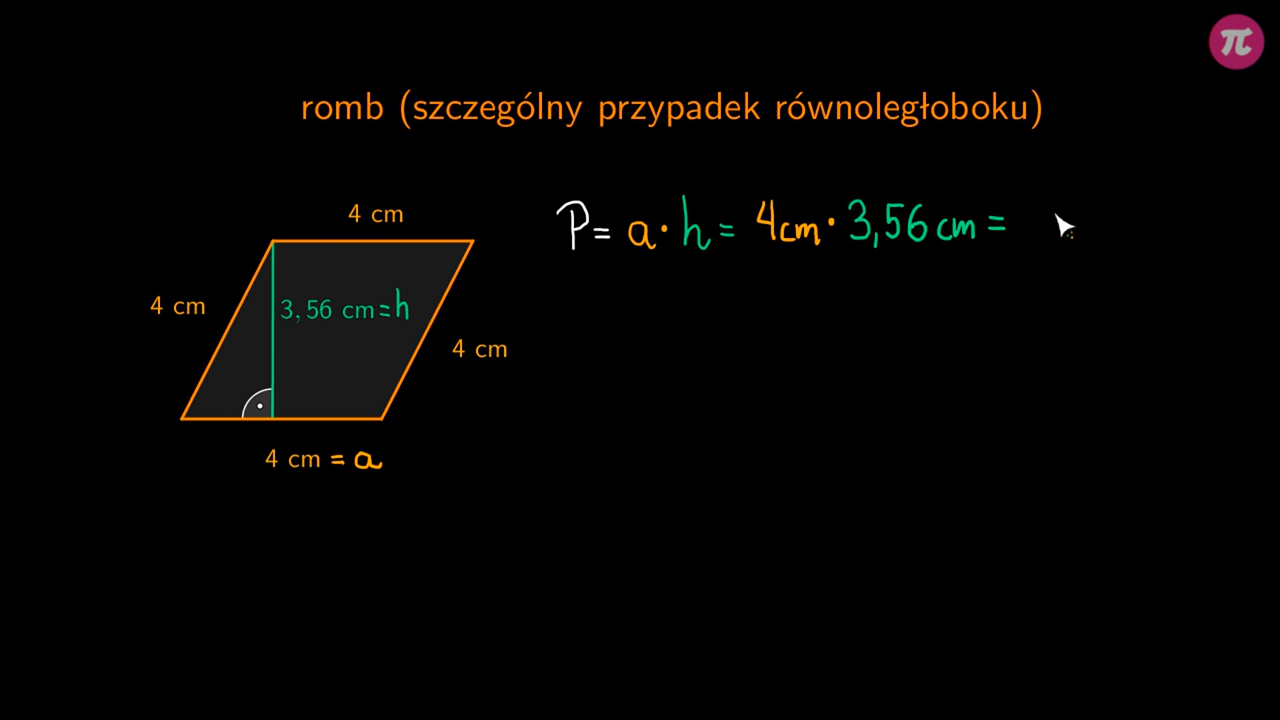 π
romb (szczególny przypadek równoległoboku)
4 cm
P = a · h = 4cm · 3,56 cm =
4 cm
3, 56 cm = h
4 cm
4 cm = a